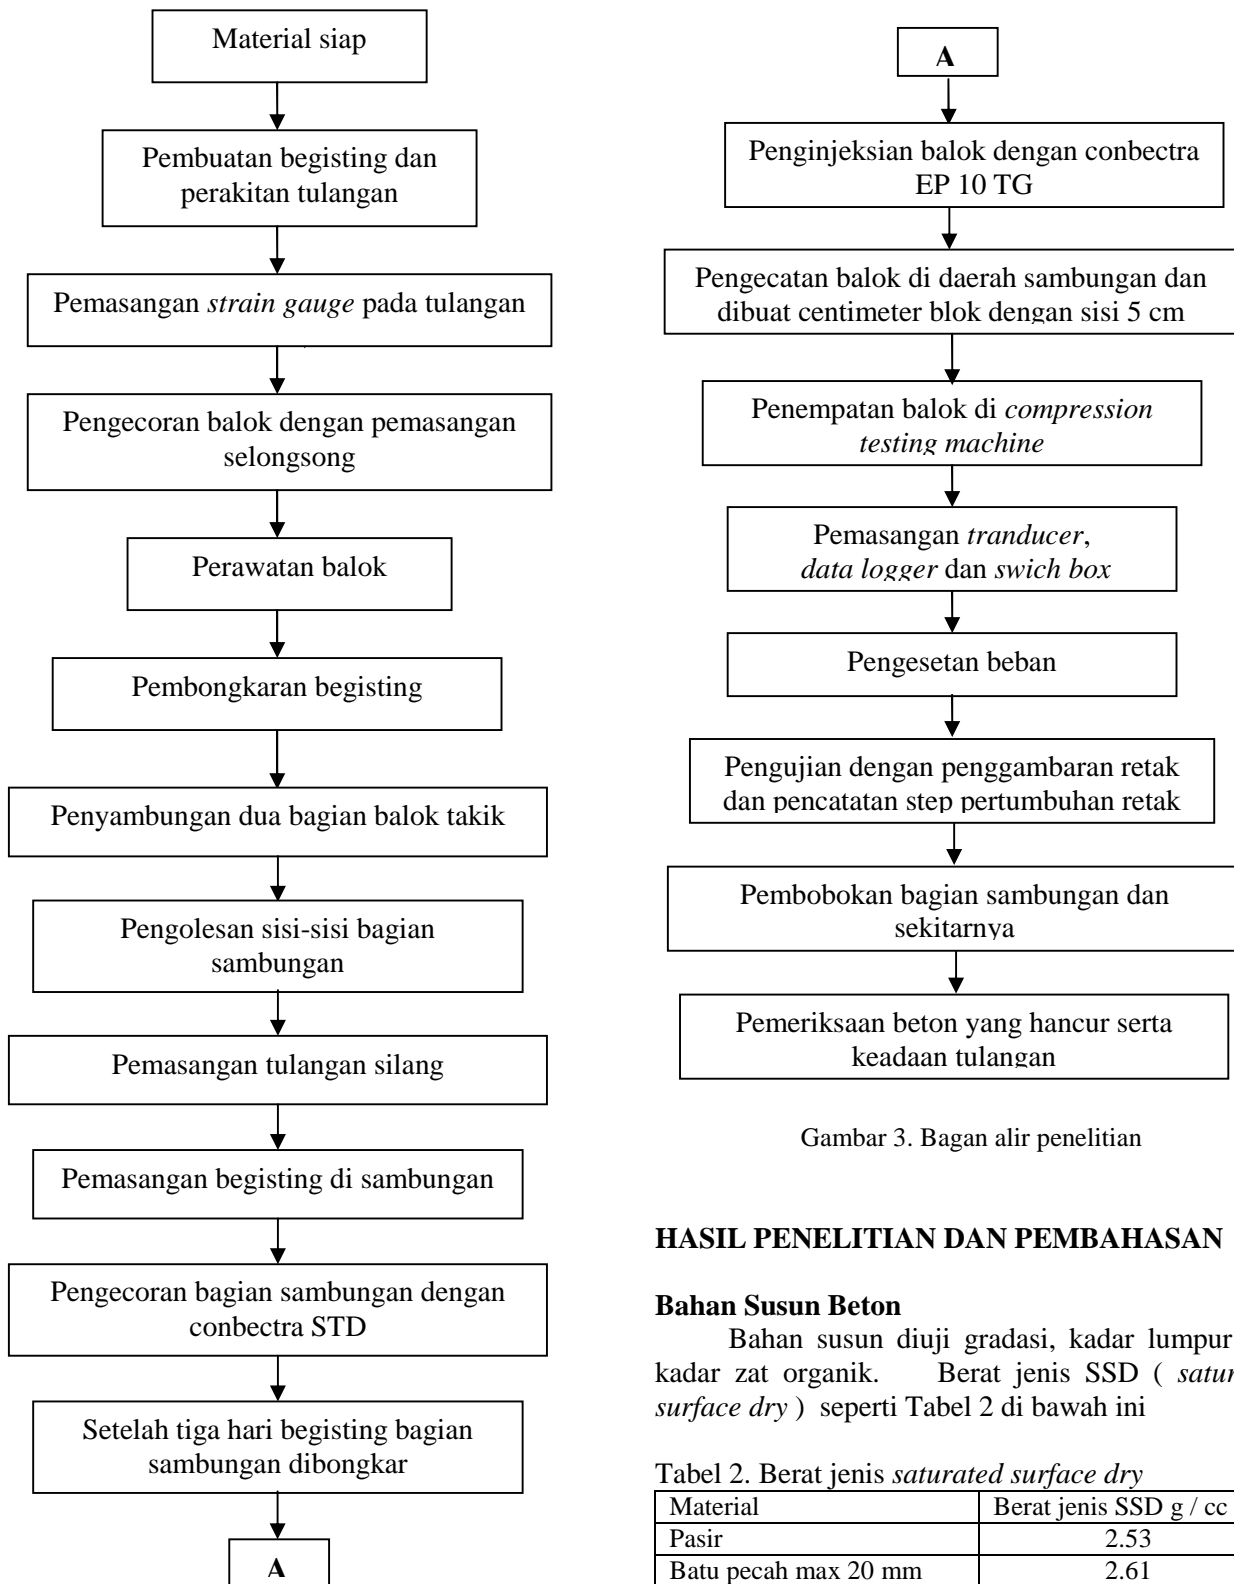 Material siap
Pembuatan begisting dan
perakitan tulangan
Pemasangan strain gauge pada tulangan
Pengecoran balok dengan pemasangan
selongsong
Perawatan balok
Pembongkaran begisting
Penyambungan dua bagian balok takik
Pengolesan sisi-sisi bagian
sambungan
Pemasangan tulangan silang
Pemasangan begisting di sambungan
Pengecoran bagian sambungan dengan
conbectra STD
Setelah tiga hari begisting bagian
sambungan dibongkar
A
A
Penginjeksian balok dengan conbectra
EP 10 TG
Pengecatan balok di daerah sambungan dan
dibuat centimeter blok dengan sisi 5 cm
Penempatan balok di compression
testing machine
Pemasangan tranducer,
data logger dan swich box
Pengesetan beban
Pengujian dengan penggambaran retak
dan pencatatan step pertumbuhan retak
Pembobokan bagian sambungan dan
sekitarnya
Pemeriksaan beton yang hancur serta
keadaan tulangan
Gambar 3. Bagan alir penelitian
HASIL PENELITIAN DAN PEMBAHASAN
Bahan Susun Beton
Bahan susun diuji gradasi, kadar lumpur
kadar zat organik. Berat jenis SSD ( satur
surface dry ) seperti Tabel 2 di bawah ini
Tabel 2. Berat jenis saturated surface dry
Material Berat jenis SSD g / cc
Pasir 2.53
Batu pecah max 20 mm 2.61